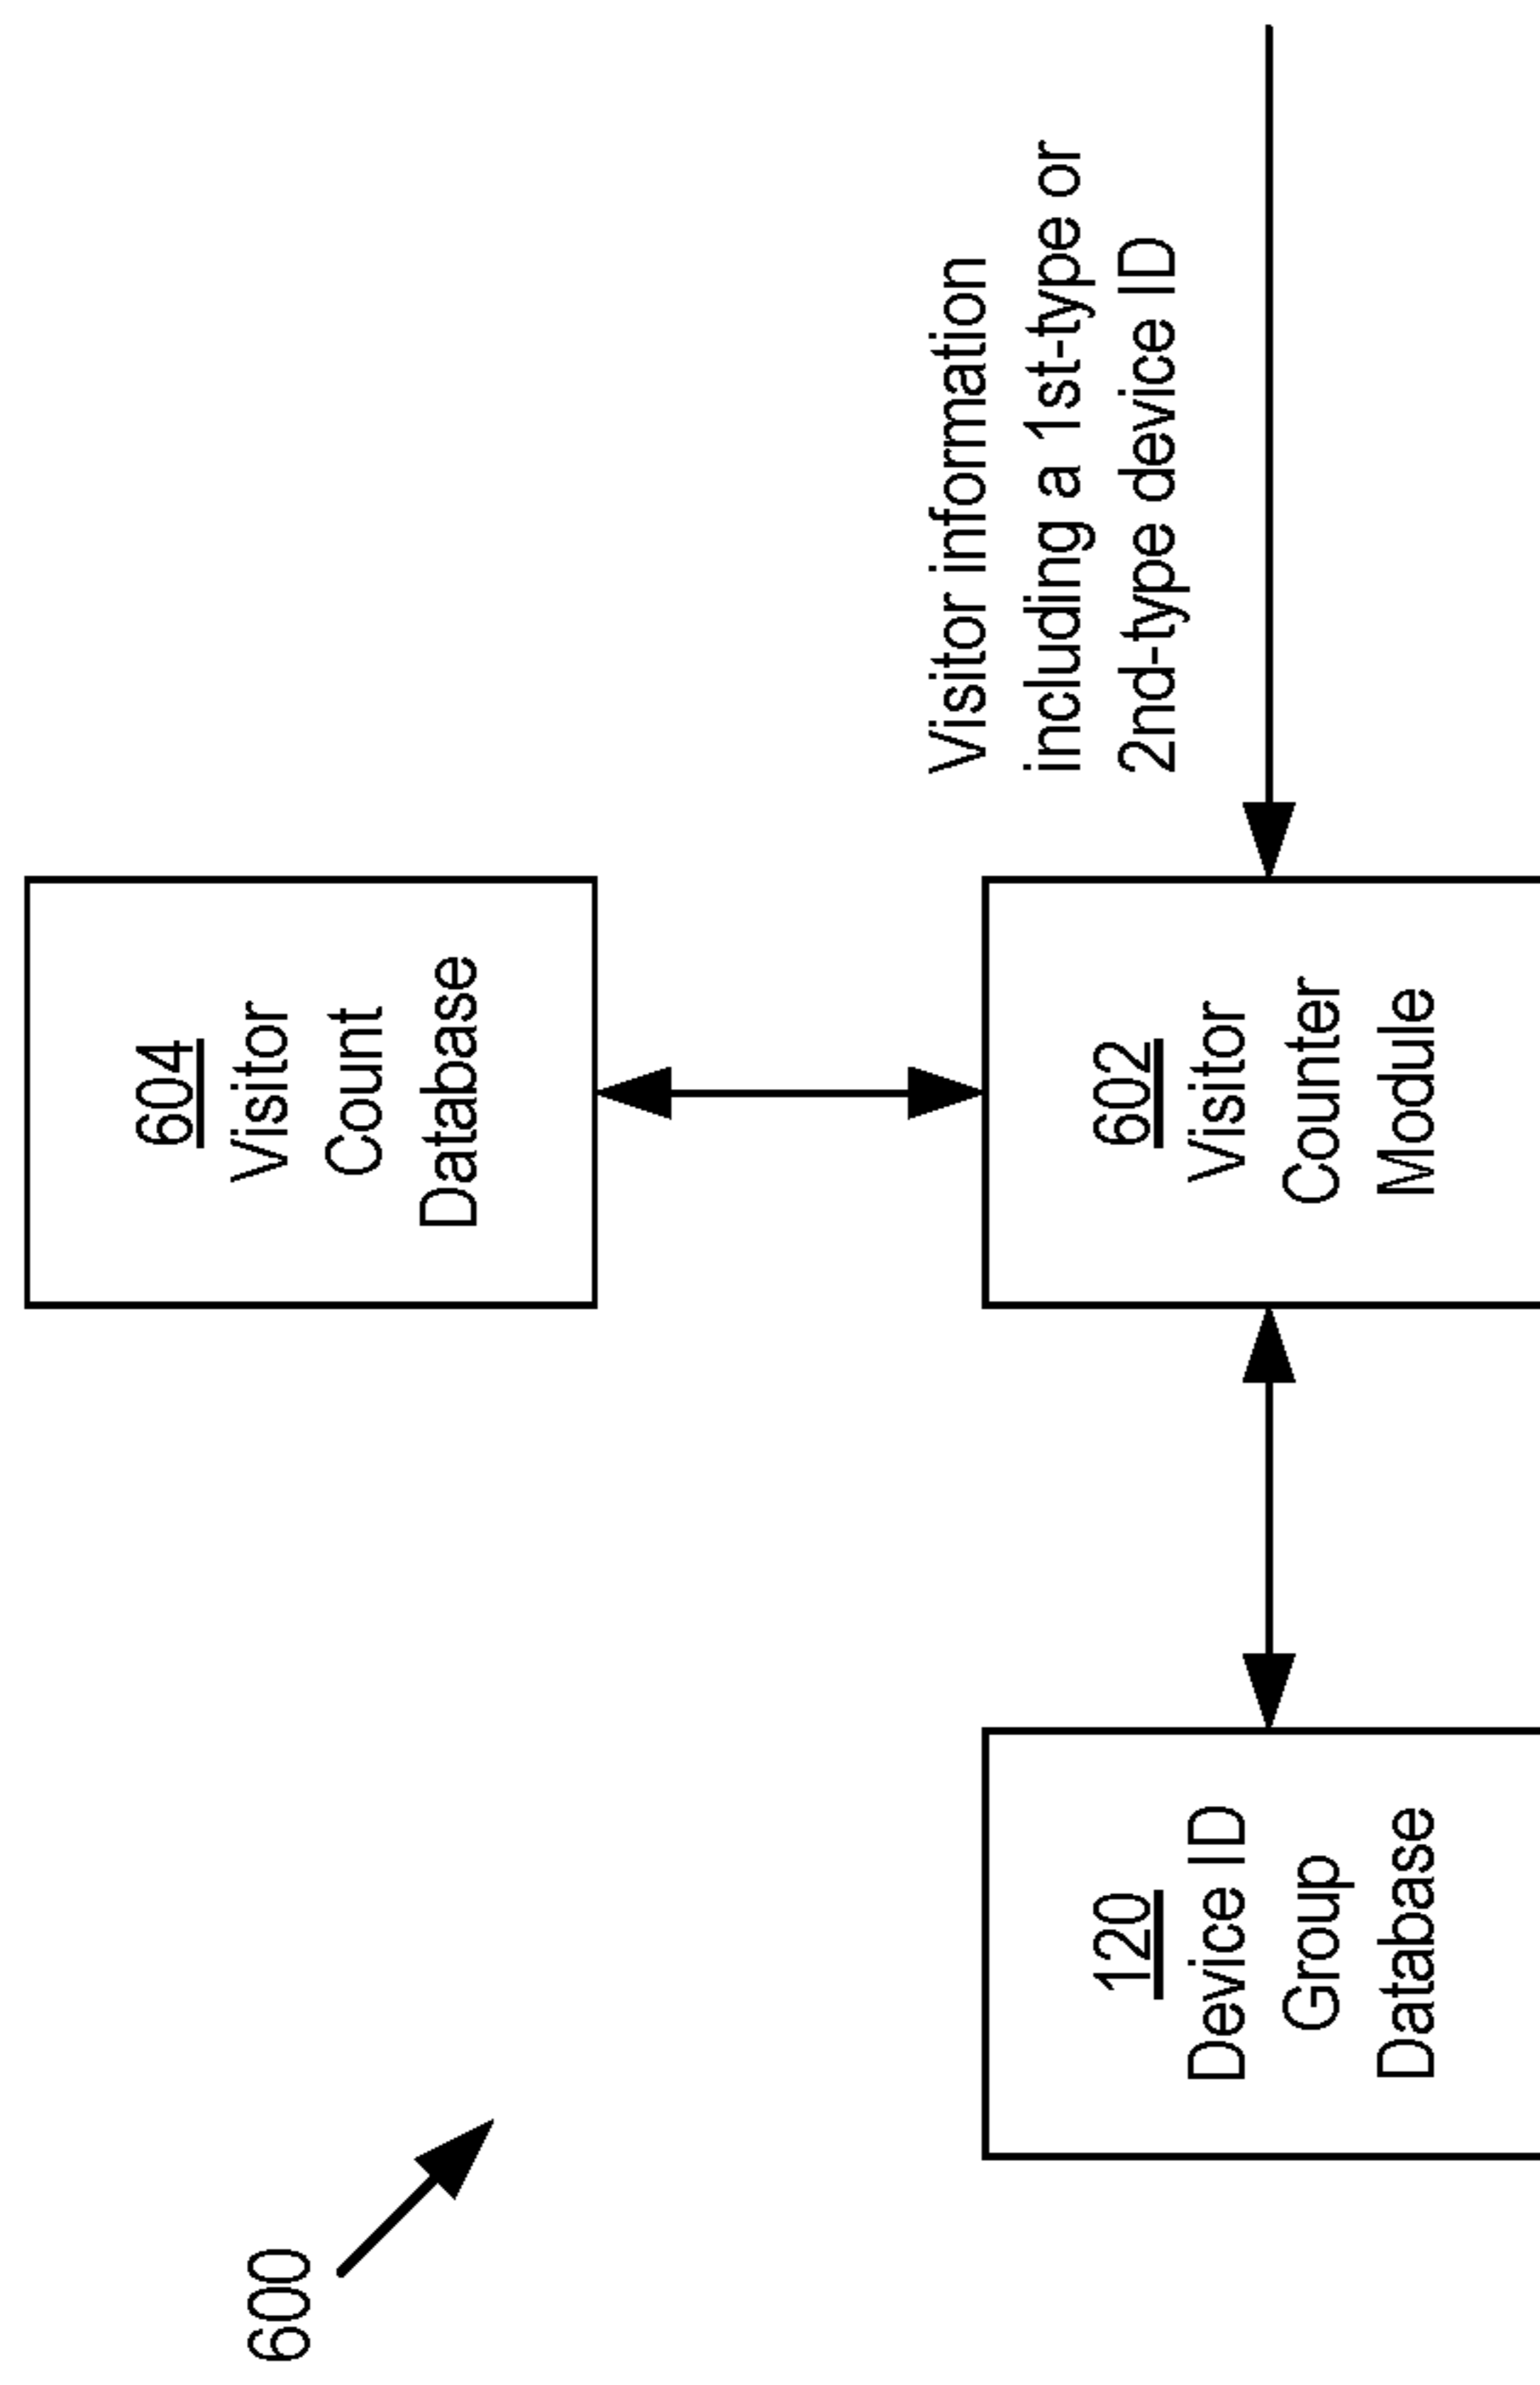 600
604
Visitor
Count
Database
Visitor information
including a 1st-type or
2nd-type device ID
120
Device ID
Group
Database
602
Visitor
Counter
Module